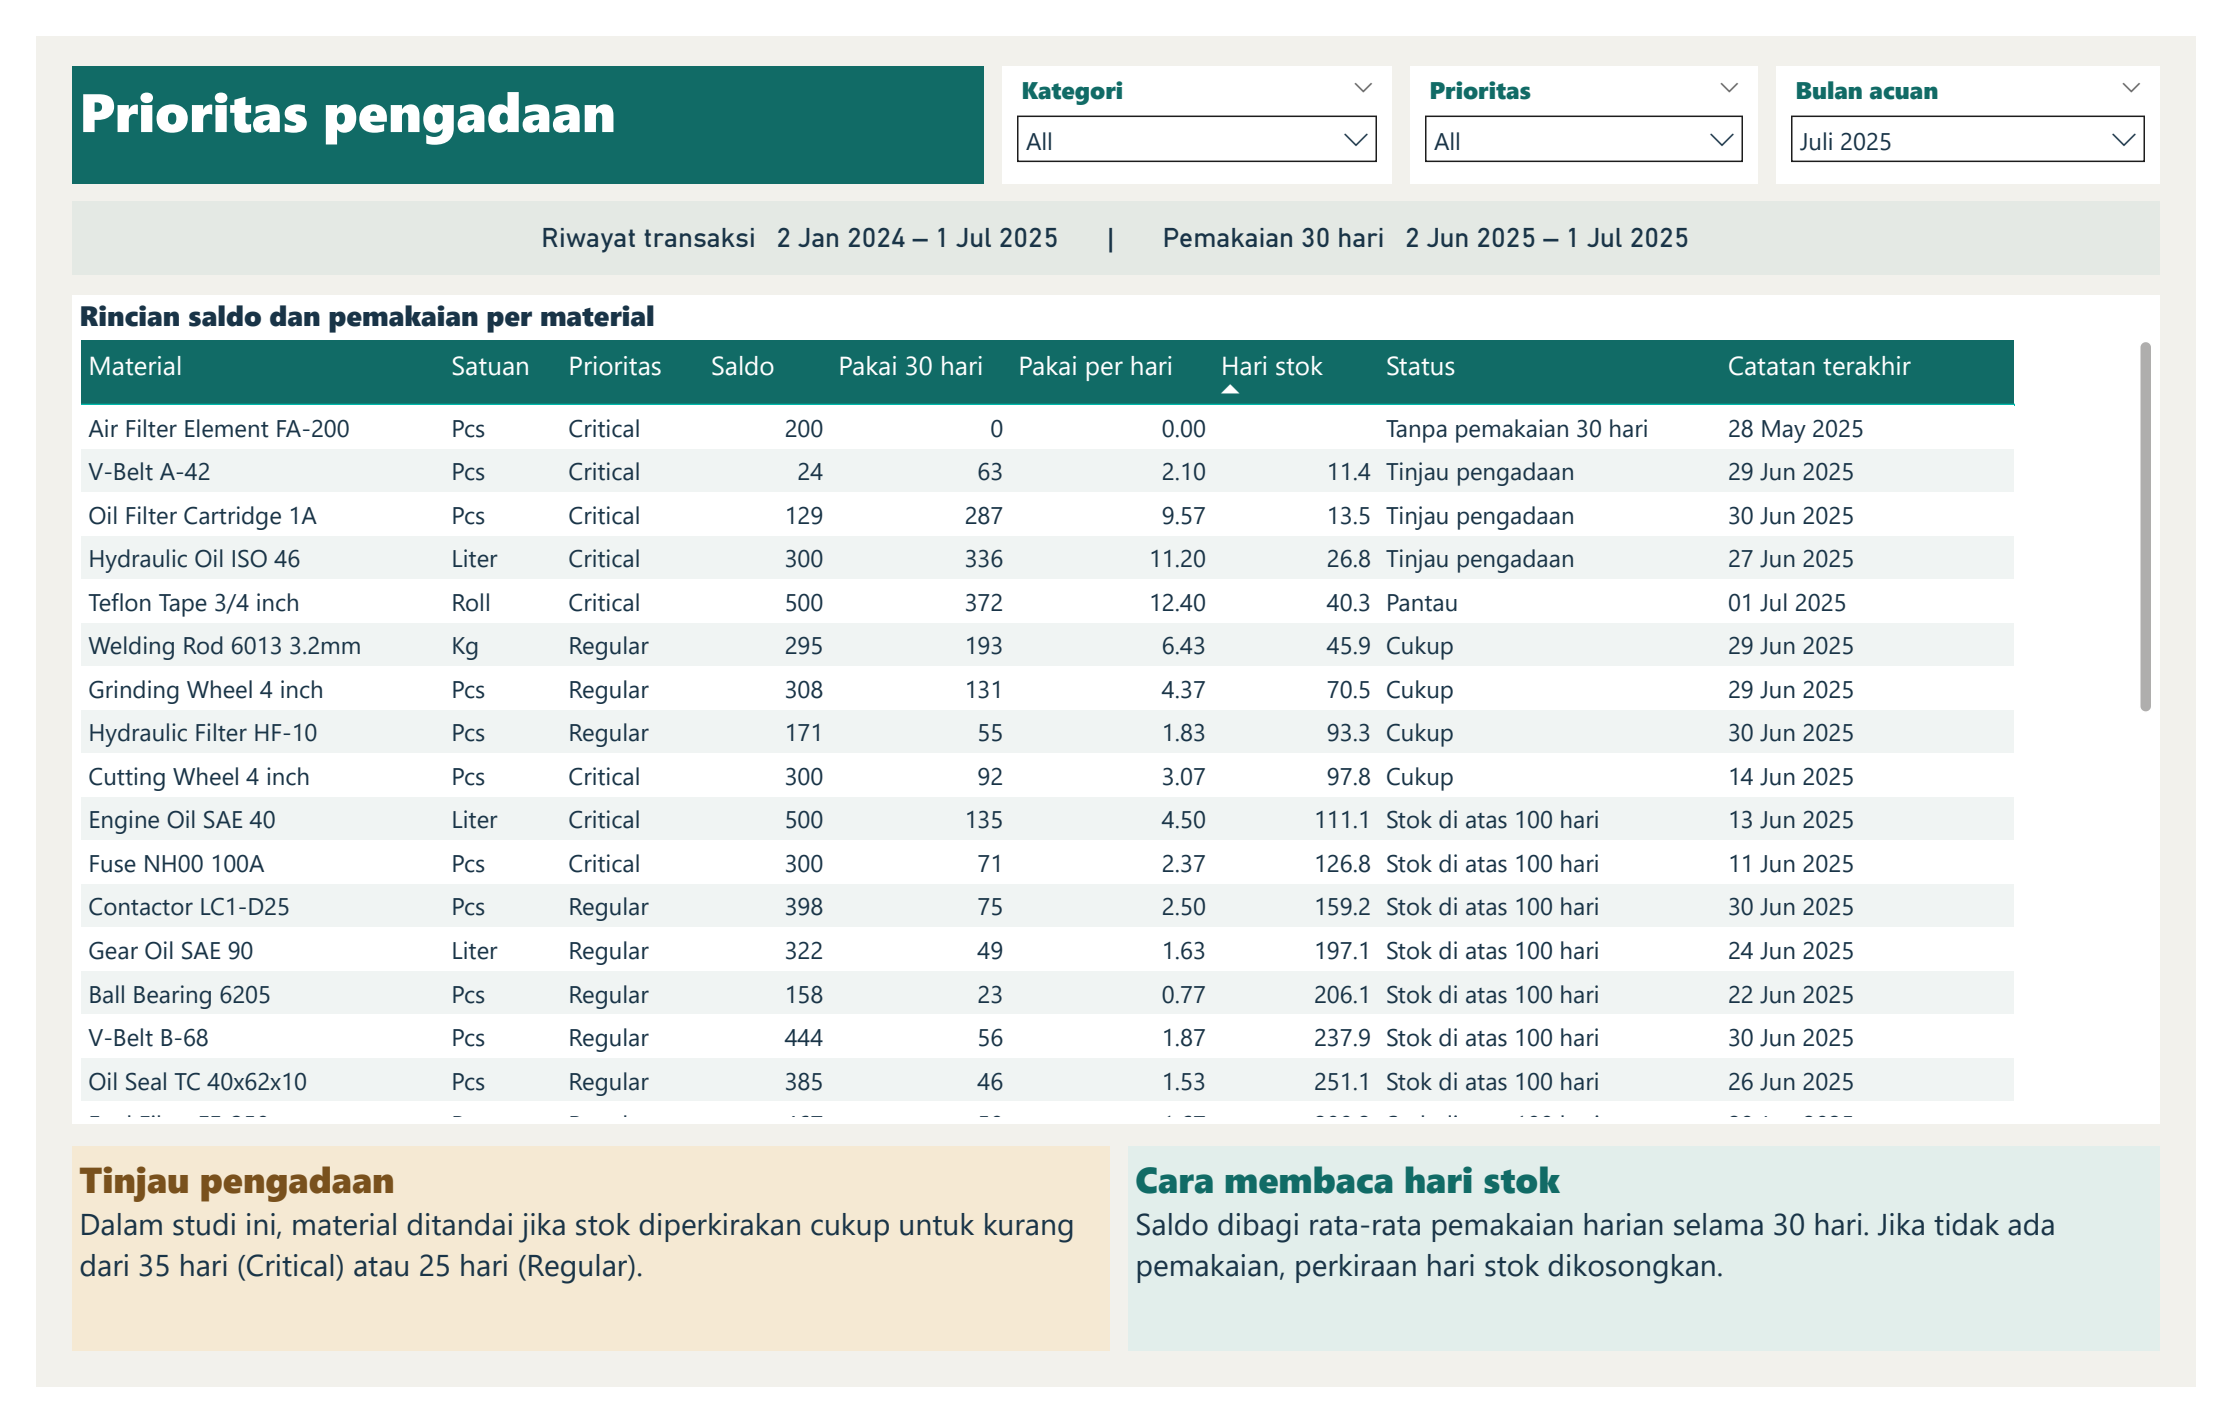 Prioritas pengadaan
Kategori
All
Prioritas
All
Bulan acuan
Juli 2025
Riwayat transaksi 2 Jan 2024 – 1 Jul 2025 | Pemakaian 30 hari 2 Jun 2025 – 1 Jul 2025
Rincian saldo dan pemakaian per material
Material Satuan Prioritas Saldo Pakai 30 hari Pakai per hari Hari stok Status Catatan terakhir
Air Filter Element FA-200 Pcs Critical 200 0 0.00 Tanpa pemakaian 30 hari 28 May 2025
V-Belt A-42 Pcs Critical 24 63 2.10 11.4 Tinjau pengadaan 29 Jun 2025
Oil Filter Cartridge 1A Pcs Critical 129 287 9.57 13.5 Tinjau pengadaan 30 Jun 2025
Hydraulic Oil ISO 46 Liter Critical 300 336 11.20 26.8 Tinjau pengadaan 27 Jun 2025
Teflon Tape 3/4 inch Roll Critical 500 372 12.40 40.3 Pantau 01 Jul 2025
Welding Rod 6013 3.2mm Kg Regular 295 193 6.43 45.9 Cukup 29 Jun 2025
Grinding Wheel 4 inch Pcs Regular 308 131 4.37 70.5 Cukup 29 Jun 2025
Hydraulic Filter HF-10 Pcs Regular 171 55 1.83 93.3 Cukup 30 Jun 2025
Cutting Wheel 4 inch Pcs Critical 300 92 3.07 97.8 Cukup 14 Jun 2025
Engine Oil SAE 40 Liter Critical 500 135 4.50 111.1 Stok di atas 100 hari 13 Jun 2025
Fuse NH00 100A Pcs Critical 300 71 2.37 126.8 Stok di atas 100 hari 11 Jun 2025
Contactor LC1-D25 Pcs Regular 398 75 2.50 159.2 Stok di atas 100 hari 30 Jun 2025
Gear Oil SAE 90 Liter Regular 322 49 1.63 197.1 Stok di atas 100 hari 24 Jun 2025
Ball Bearing 6205 Pcs Regular 158 23 0.77 206.1 Stok di atas 100 hari 22 Jun 2025
V-Belt B-68 Pcs Regular 444 56 1.87 237.9 Stok di atas 100 hari 30 Jun 2025
Oil Seal TC 40x62x10 Pcs Regular 385 46 1.53 251.1 Stok di atas 100 hari 26 Jun 2025
Tinjau pengadaan
Dalam studi ini, material ditandai jika stok diperkirakan cukup untuk kurang
dari 35 hari (Critical) atau 25 hari (Regular).
Cara membaca hari stok
Saldo dibagi rata-rata pemakaian harian selama 30 hari. Jika tidak ada
pemakaian, perkiraan hari stok dikosongkan.